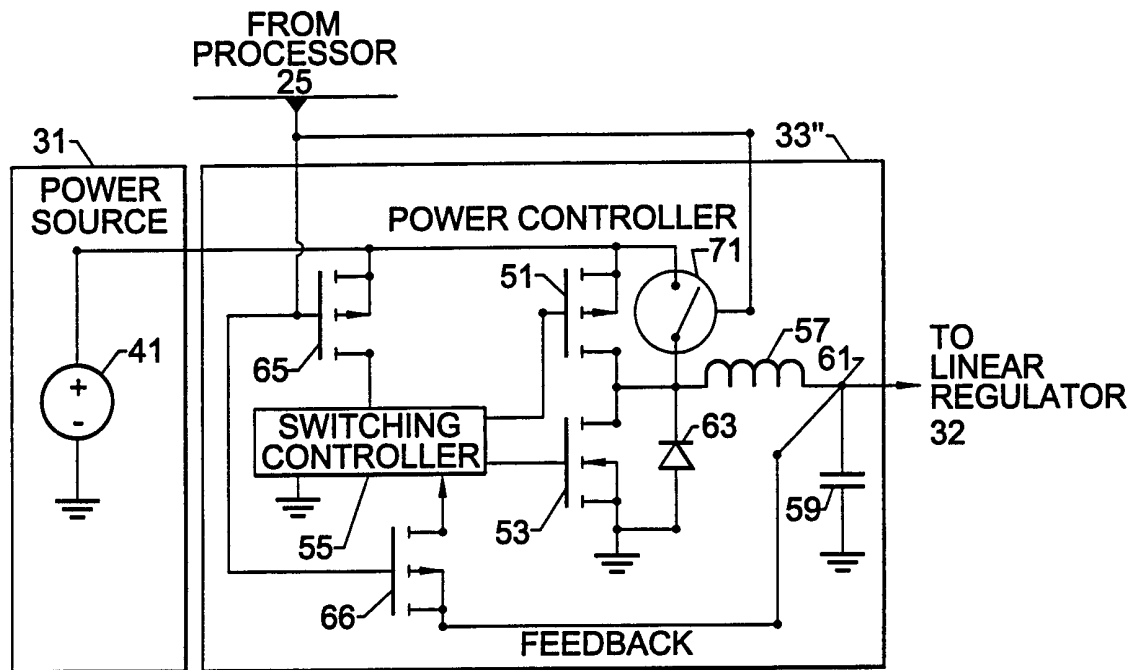 FROM
PROCESSOR
25
31
33"
POWER
SOURCE
POWER CONTROLLER
71
51
41
+
-
65
57
61
TO
LINEAR
REGULATOR
32
SWITCHING
CONTROLLER
63
59
53
55
66
FEEDBACK